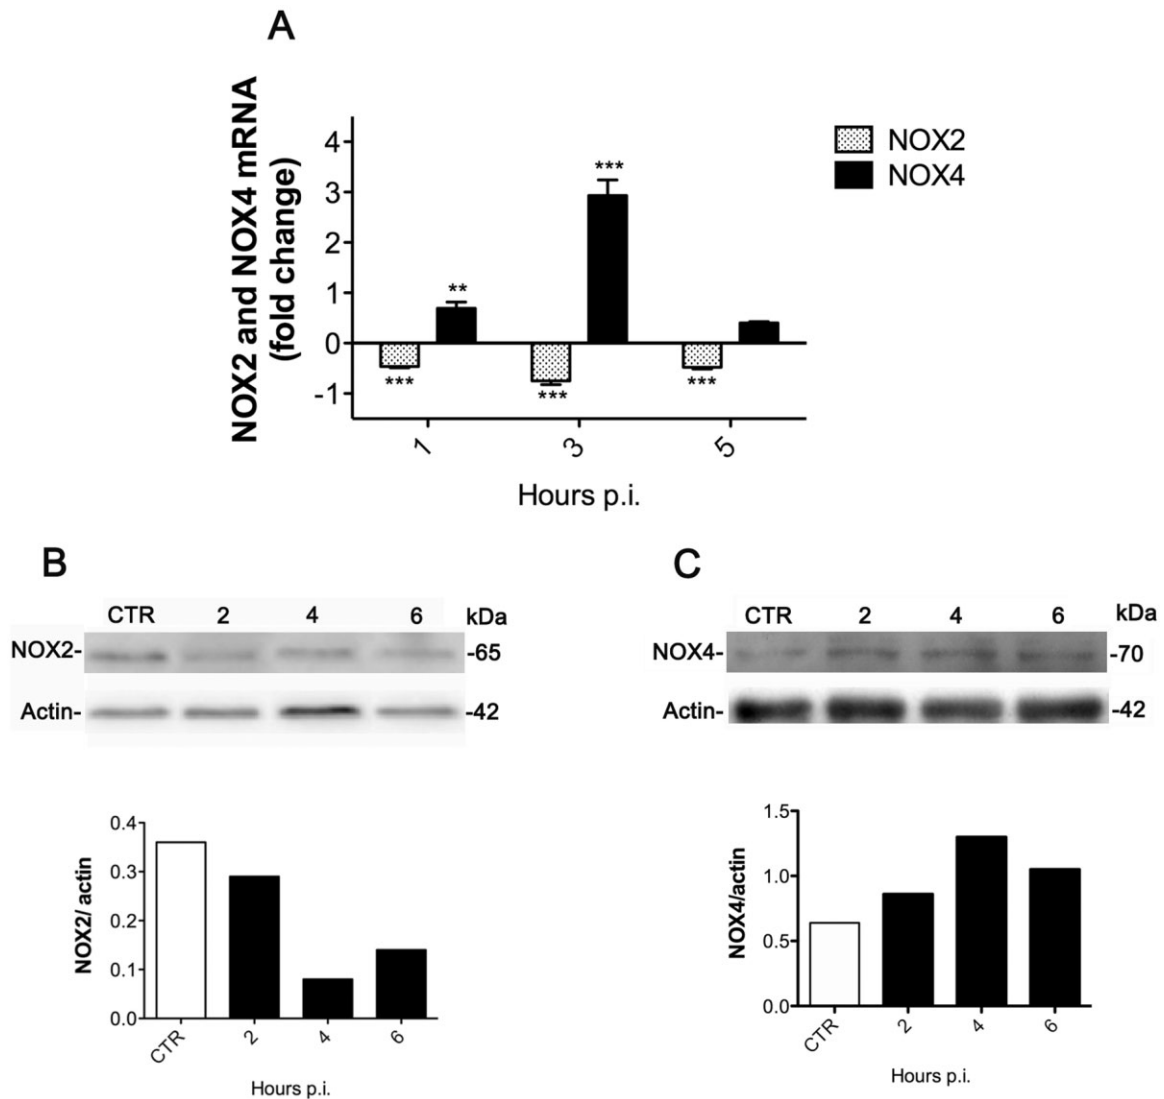 A
NOX2 and NOX4 mRNA
(fold change)
4
3
2
1
0
-1
***
**
***
***
***
1
3
5
Hours p.i.
NOX2
NOX4
B
CTR 2 4 6 kDa
NOX2- -65
Actin- -42
0.4
0.3
0.2
0.1
0.0
NOX2/ actin
CTR 2 4 6
Hours p.i.
C
CTR 2 4 6 kDa
NOX4- -70
Actin- -42
1.5
1.0
0.5
0.0
NOX4/actin
CTR 2 4 6
Hours p.i.